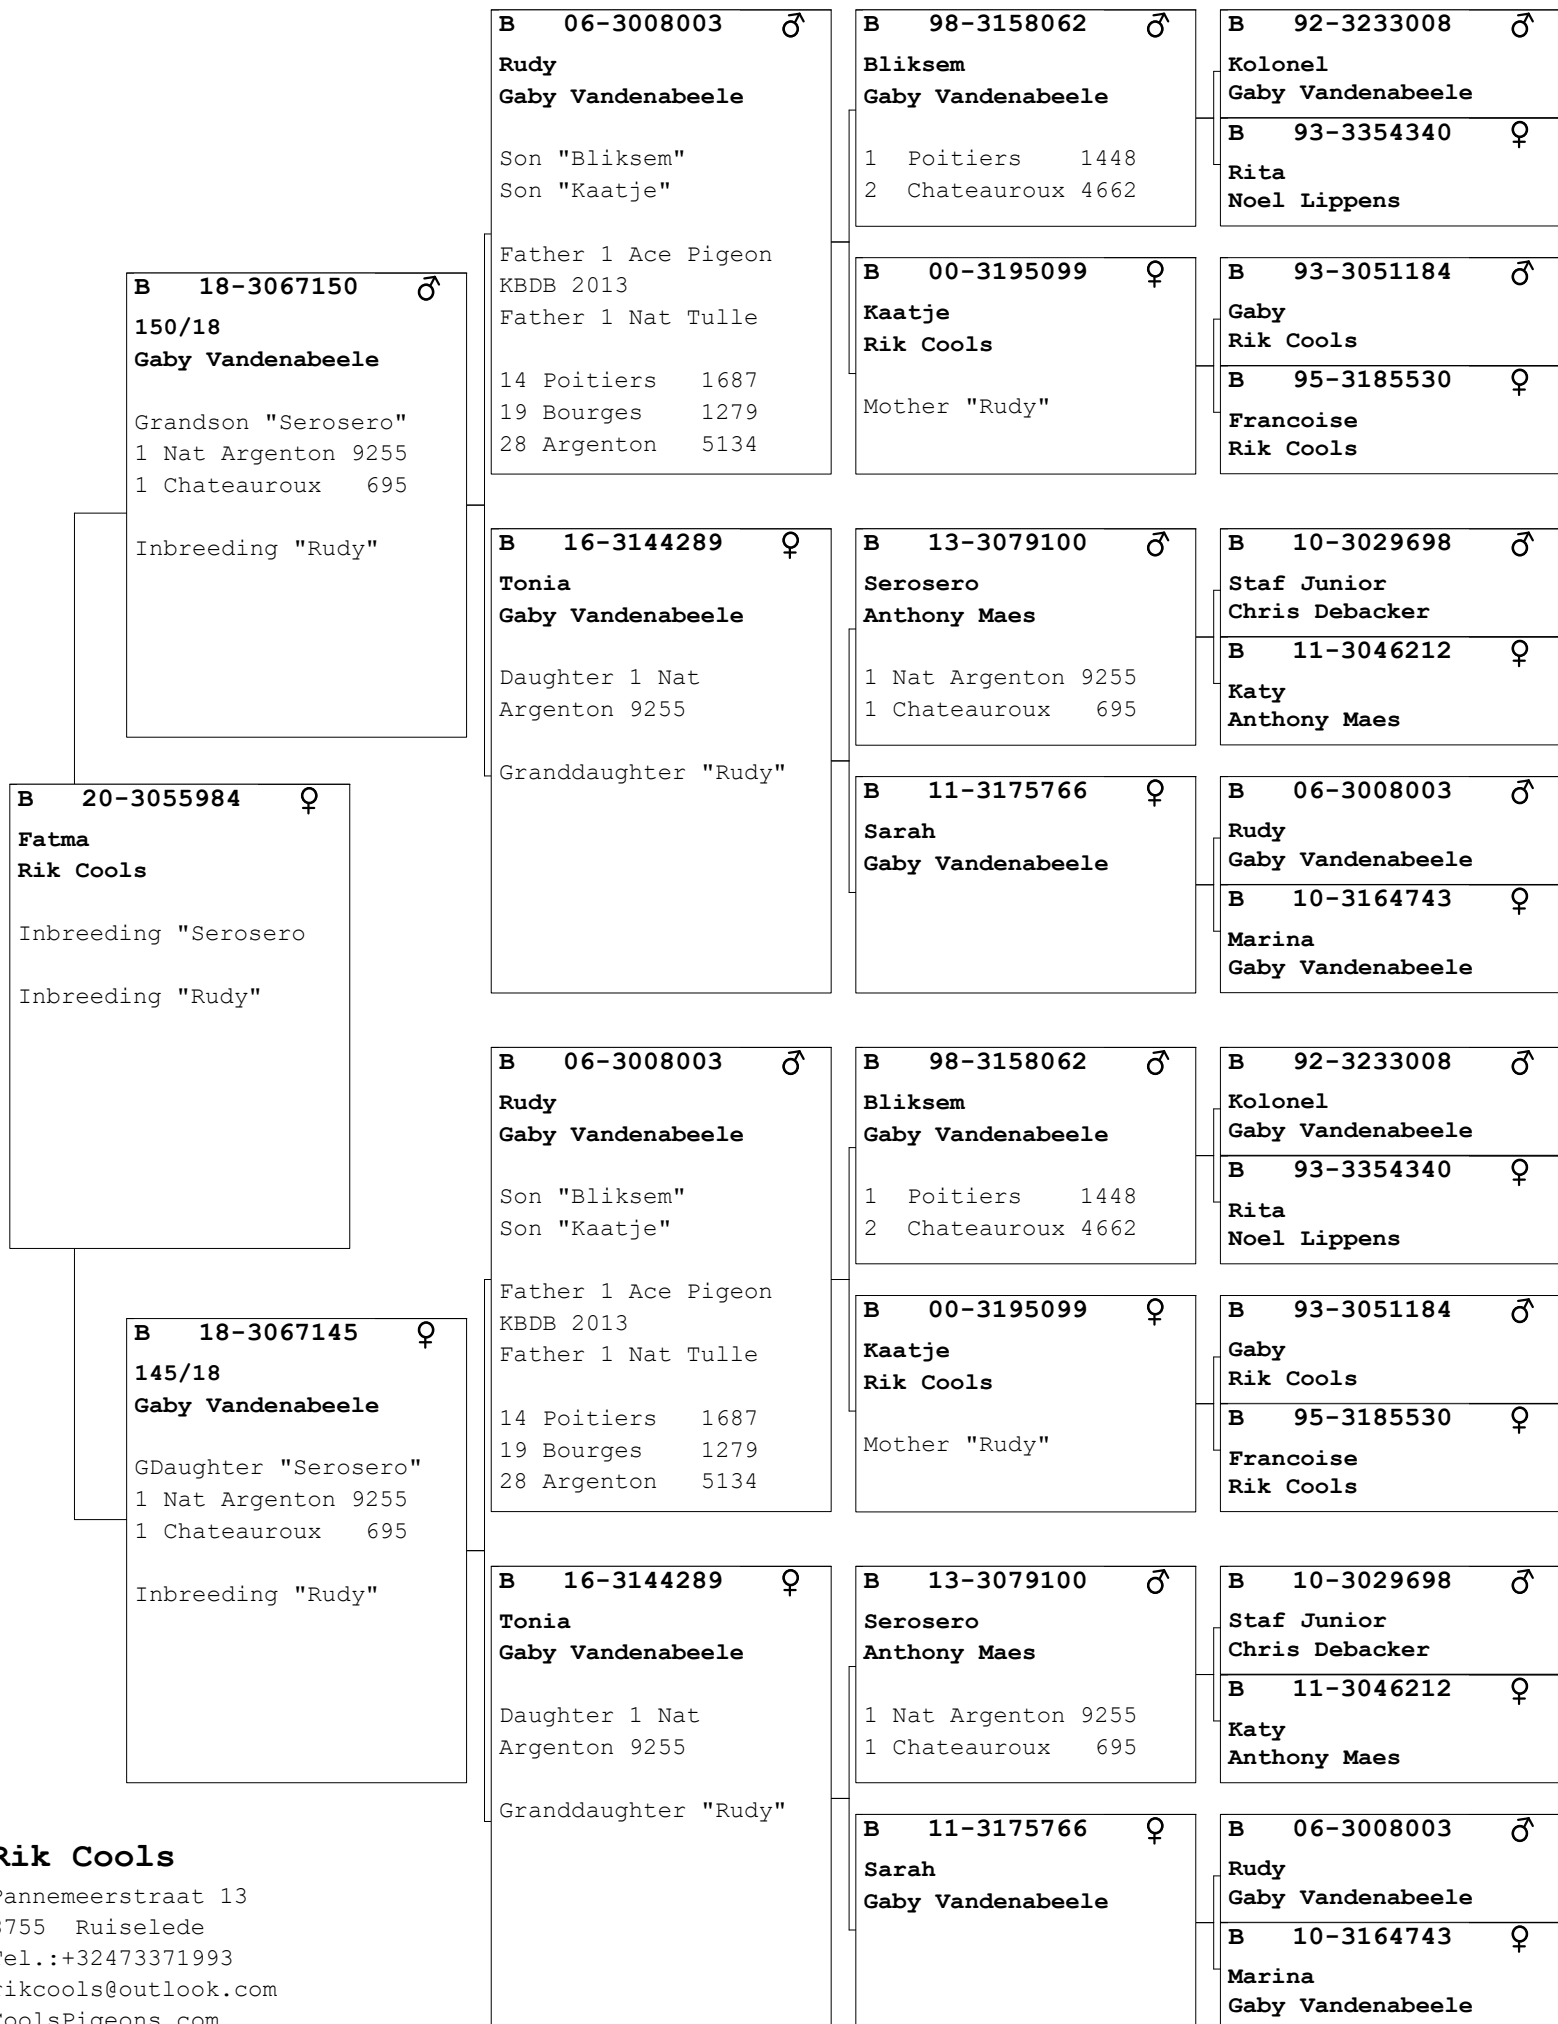 B 20-3055984 ♀
Fatma
Rik Cools
Inbreeding "Serosero
Inbreeding "Rudy"
B 18-3067150 ♂
150/18
Gaby Vandenabeele
Grandson "Serosero"
1 Nat Argenton 9255
1 Chateauroux 695
Inbreeding "Rudy"
B 18-3067145 ♀
145/18
Gaby Vandenabeele
GDaughter "Serosero"
1 Nat Argenton 9255
1 Chateauroux 695
Inbreeding "Rudy"
B 06-3008003 ♂
Rudy
Gaby Vandenabeele
Son "Bliksem"
Son "Kaatje"
Father 1 Ace Pigeon
KBDB 2013
Father 1 Nat Tulle
14 Poitiers 1687
19 Bourges 1279
28 Argenton 5134
B 16-3144289 ♀
Tonia
Gaby Vandenabeele
Daughter 1 Nat
Argenton 9255
Granddaughter "Rudy"
B 06-3008003 ♂
Rudy
Gaby Vandenabeele
Son "Bliksem"
Son "Kaatje"
Father 1 Ace Pigeon
KBDB 2013
Father 1 Nat Tulle
14 Poitiers 1687
19 Bourges 1279
28 Argenton 5134
B 16-3144289 ♀
Tonia
Gaby Vandenabeele
Daughter 1 Nat
Argenton 9255
Granddaughter "Rudy"
B 98-3158062 ♂
Bliksem
Gaby Vandenabeele
1 Poitiers 1448
2 Chateauroux 4662
B 00-3195099 ♀
Kaatje
Rik Cools
Mother "Rudy"
B 13-3079100 ♂
Serosero
Anthony Maes
1 Nat Argenton 9255
1 Chateauroux 695
B 11-3175766 ♀
Sarah
Gaby Vandenabeele
B 98-3158062 ♂
Bliksem
Gaby Vandenabeele
1 Poitiers 1448
2 Chateauroux 4662
B 00-3195099 ♀
Kaatje
Rik Cools
Mother "Rudy"
B 13-3079100 ♂
Serosero
Anthony Maes
1 Nat Argenton 9255
1 Chateauroux 695
B 11-3175766 ♀
Sarah
Gaby Vandenabeele
B 92-3233008 ♂
Kolonel
Gaby Vandenabeele
B 93-3354340 ♀
Rita
Noel Lippens
B 93-3051184 ♂
Gaby
Rik Cools
B 95-3185530 ♀
Francoise
Rik Cools
B 10-3029698 ♂
Staf Junior
Chris Debacker
B 11-3046212 ♀
Katy
Anthony Maes
B 06-3008003 ♂
Rudy
Gaby Vandenabeele
B 10-3164743 ♀
Marina
Gaby Vandenabeele
B 92-3233008 ♂
Kolonel
Gaby Vandenabeele
B 93-3354340 ♀
Rita
Noel Lippens
B 93-3051184 ♂
Gaby
Rik Cools
B 95-3185530 ♀
Francoise
Rik Cools
B 10-3029698 ♂
Staf Junior
Chris Debacker
B 11-3046212 ♀
Katy
Anthony Maes
B 06-3008003 ♂
Rudy
Gaby Vandenabeele
B 10-3164743 ♀
Marina
Gaby Vandenabeele
Rik Cools
Pannemeerstraat 13
8755 Ruiselede
Tel.:+32473371993
rikcools@outlook.com
CoolsPigeons.com